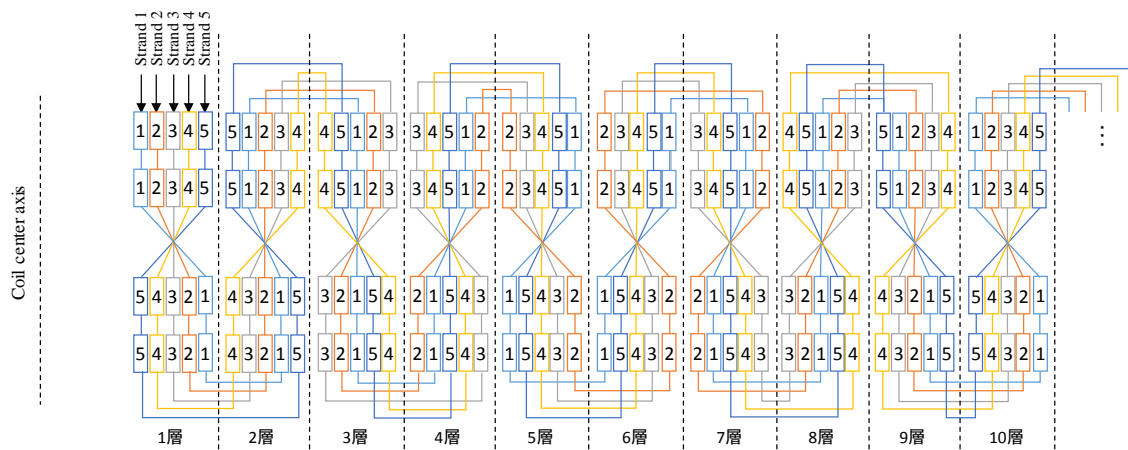 Strand 1
Strand 2
Strand 3
Strand 4
Strand 5
Coil center axis
1 2 3 4 5 5 1 2 3 4 4 5 1 2 3 3 4 5 1 2 2 3 4 5 1 2 3 4 5 1 3 4 5 1 2 4 5 1 2 3 5 1 2 3 4 1 2 3 4 5
…
1 2 3 4 5 5 1 2 3 4 4 5 1 2 3 3 4 5 1 2 2 3 4 5 1 2 3 4 5 1 3 4 5 1 2 4 5 1 2 3 5 1 2 3 4 1 2 3 4 5
5 4 3 2 1 4 3 2 1 5 3 2 1 5 4 2 1 5 4 3 1 5 4 3 2 1 5 4 3 2 2 1 5 4 3 3 2 1 5 4 4 3 2 1 5 5 4 3 2 1
5 4 3 2 1 4 3 2 1 5 3 2 1 5 4 2 1 5 4 3 1 5 4 3 2 1 5 4 3 2 2 1 5 4 3 3 2 1 5 4 4 3 2 1 5 5 4 3 2 1
1層 2層 3層 4層 5層 6層 7層 8層 9層 10層